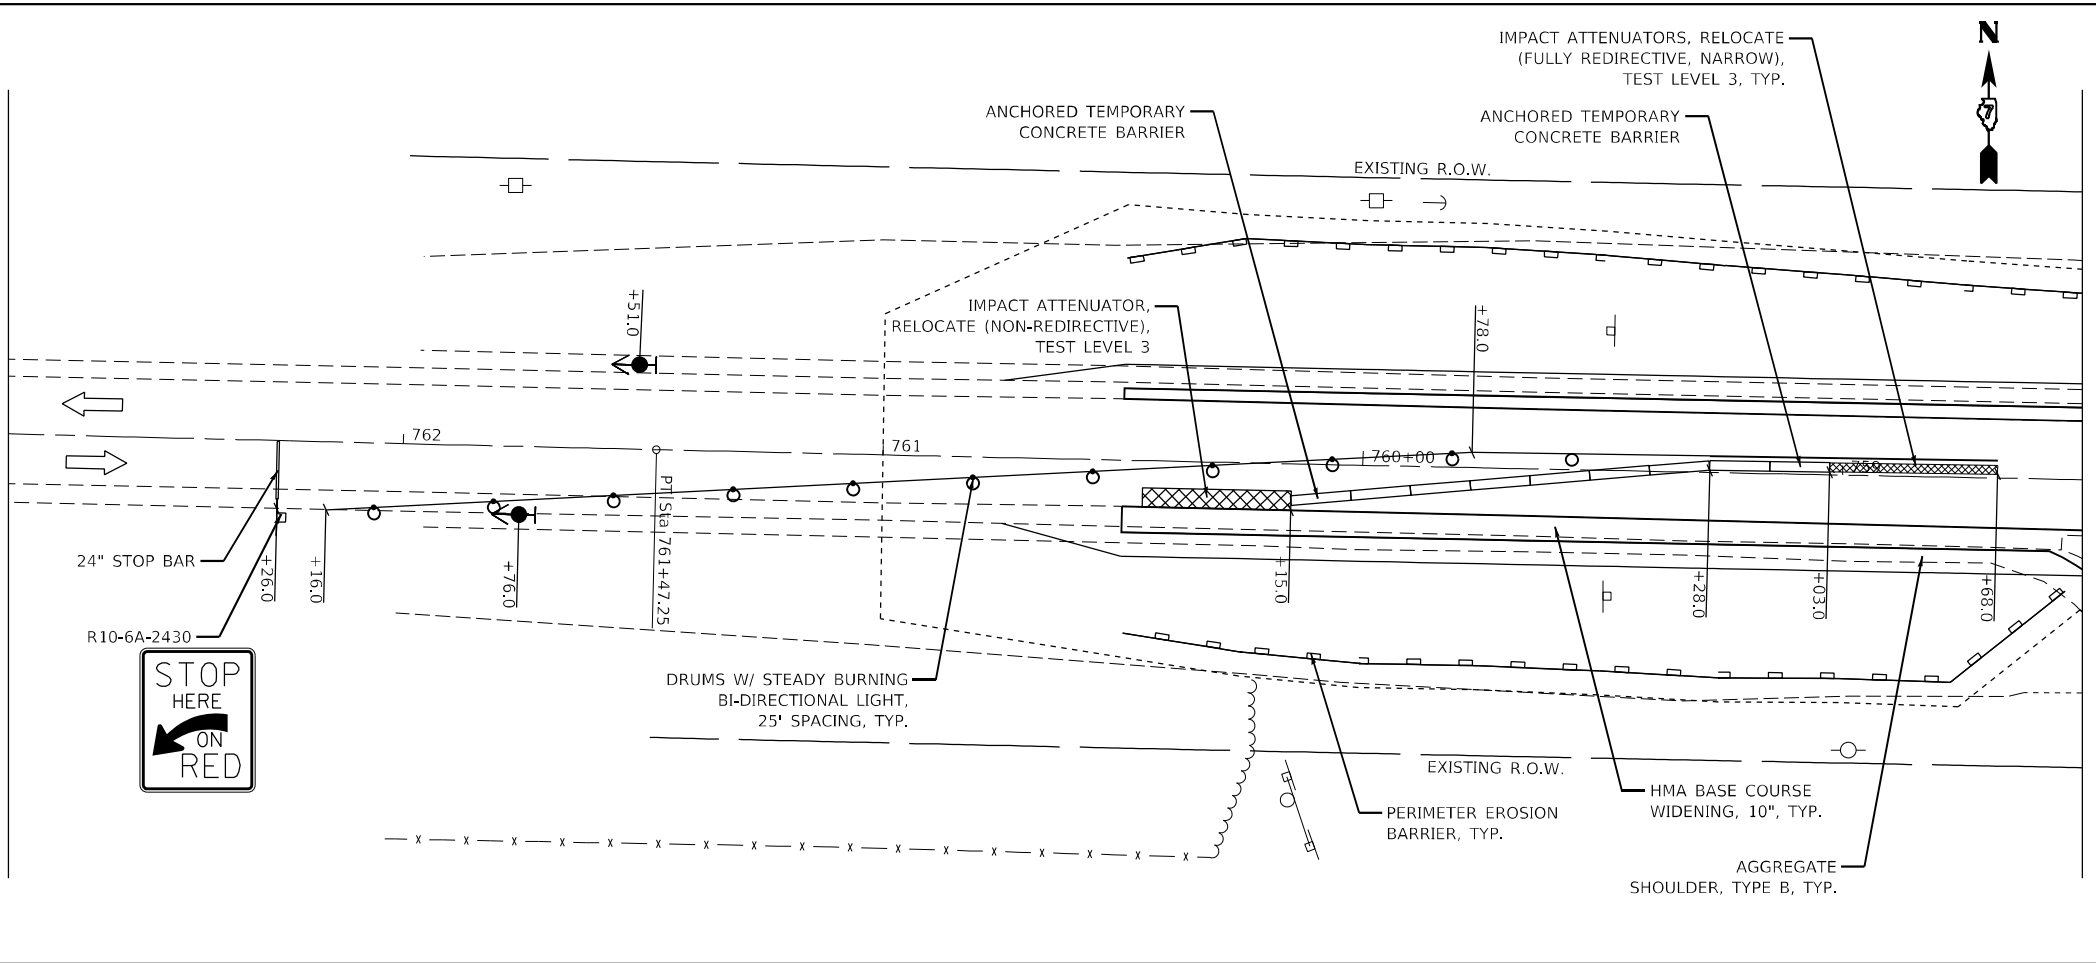 N
7
IMPACT ATTENUATORS, RELOCATE
(FULLY REDIRECTIVE, NARROW),
TEST LEVEL 3, TYP.
ANCHORED TEMPORARY
CONCRETE BARRIER
ANCHORED TEMPORARY
CONCRETE BARRIER
EXISTING R.O.W.
IMPACT ATTENUATOR,
RELOCATE (NON-REDIRECTIVE),
TEST LEVEL 3
+51.0
+78.0
762
761
760+00
759
PT Sta 761+47.25
24" STOP BAR
+26.0
+16.0
+76.0
+15.0
+28.0
+03.0
+68.0
R10-6A-2430
STOP
HERE
ON
RED
DRUMS W/ STEADY BURNING
BI-DIRECTIONAL LIGHT,
25' SPACING, TYP.
EXISTING R.O.W.
PERIMETER EROSION
BARRIER, TYP.
HMA BASE COURSE
WIDENING, 10", TYP.
AGGREGATE
SHOULDER, TYPE B, TYP.